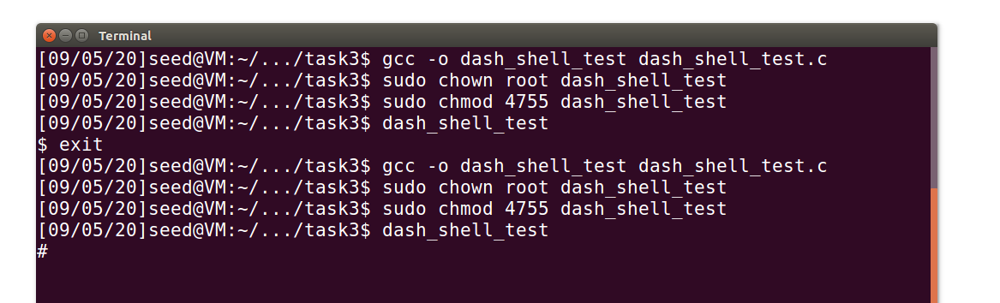 Terminal
[09/05/20]seed@VM:~/.../task3$ gcc -o dash_shell_test dash_shell_test.c
[09/05/20]seed@VM:~/.../task3$ sudo chown root dash_shell_test
[09/05/20]seed@VM:~/.../task3$ sudo chmod 4755 dash_shell_test
[09/05/20]seed@VM:~/.../task3$ dash_shell_test
$ exit
[09/05/20]seed@VM:~/.../task3$ gcc -o dash_shell_test dash_shell_test.c
[09/05/20]seed@VM:~/.../task3$ sudo chown root dash_shell_test
[09/05/20]seed@VM:~/.../task3$ sudo chmod 4755 dash_shell_test
[09/05/20]seed@VM:~/.../task3$ dash_shell_test
#